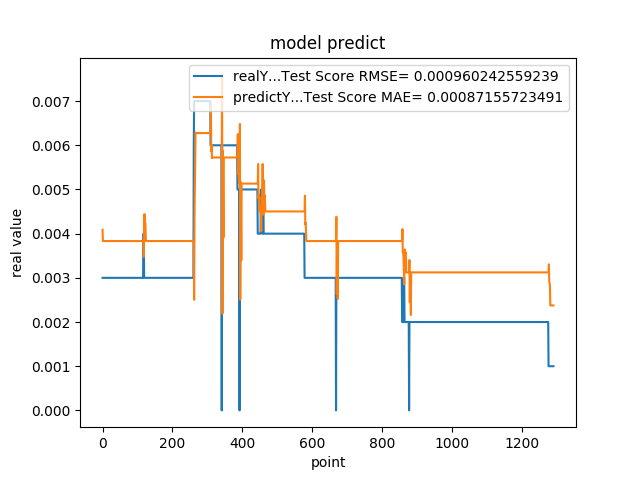 model predict
realY...Test Score RMSE= 0.000960242559239
predictY...Test Score MAE= 0.00087155723491
0.007
0.006
0.005
0.004
0.003
0.002
0.001
0.000
real value
0 200 400 600 800 1000 1200
point